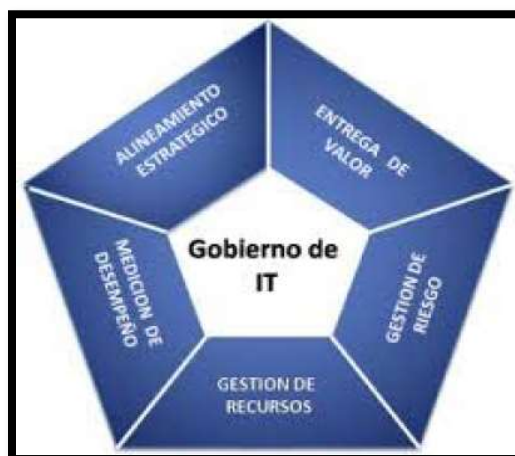 ALINEAMIENTO
ESTRATEGICO
ENTREGA DE
VALOR
Gobierno de
IT
MEDICION DE
DESEMPEÑO
GESTION DE
RIESGO
GESTION DE
RECURSOS